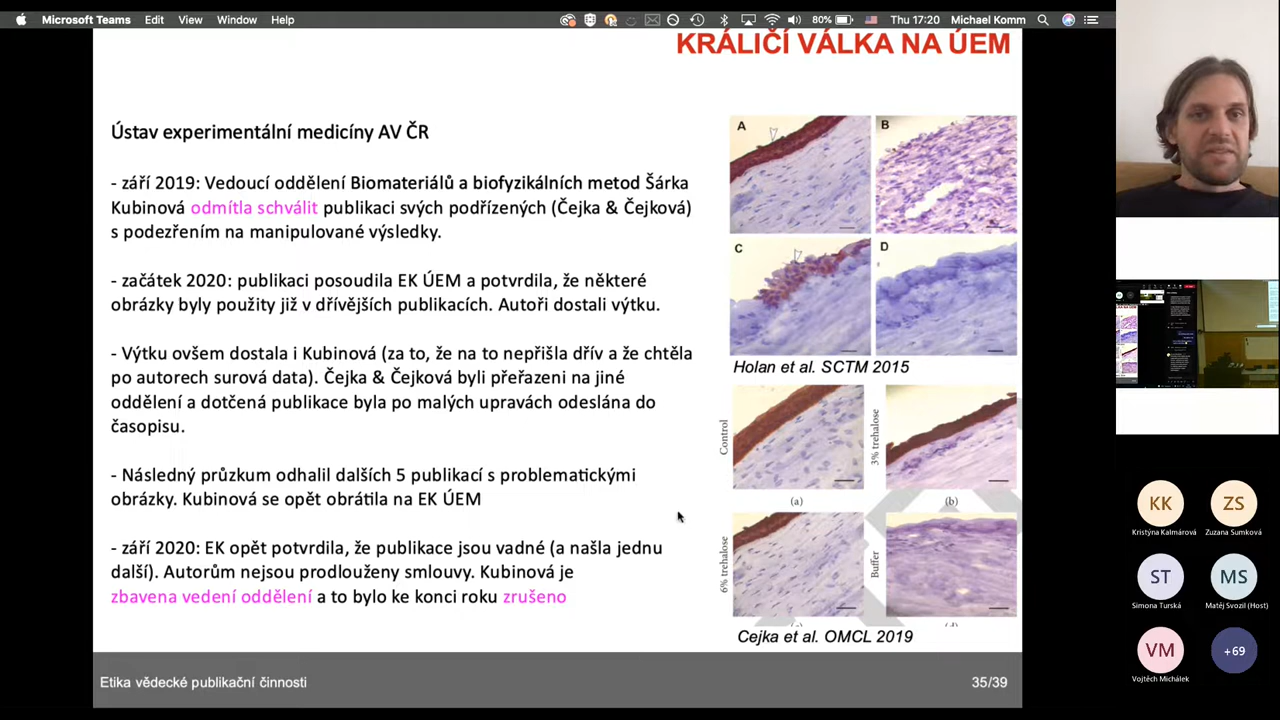 Microsoft Teams Edit View Window Help
80% Thu 17:20 Michael Komm
KRÁLIČÍ VÁLKA NA ÚEM
Ústav experimentální medicíny AV ČR
- září 2019: Vedoucí oddělení Biomateriálů a biofyzikálních metod Šárka
Kubinová odmítla schválit publikaci svých podřízených (Čejka & Čejková)
s podezřením na manipulované výsledky.
- začátek 2020: publikaci posoudila EK ÚEM a potvrdila, že některé
obrázky byly použity již v dřívějších publikacích. Autoři dostali výtku.
- Výtku ovšem dostala i Kubinová (za to, že na to nepřišla dřív a že chtěla
po autorech surová data). Čejka & Čejková byli přeřazeni na jiné
oddělení a dotčená publikace byla po malých upravách odeslána do
časopisu.
- Následný průzkum odhalil dalších 5 publikací s problematickými
obrázky. Kubinová se opět obrátila na EK ÚEM
- září 2020: EK opět potvrdila, že publikace jsou vadné (a našla jednu
další). Autorům nejsou prodlouženy smlouvy. Kubinová je
zbavena vedení oddělení a to bylo ke konci roku zrušeno
A
B
C
D
Holan et al. SCTM 2015
Control
3% trehalose
(a)
(b)
6% trehalose
Buffer
Cejka et al. OMCL 2019
Etika vědecké publikační činnosti
35/39
KK
ZS
Kristýna Kalmárová
Zuzana Sumková
ST
MS
Simona Turská
Matěj Svozil (Host)
VM
+69
Vojtěch Michálek